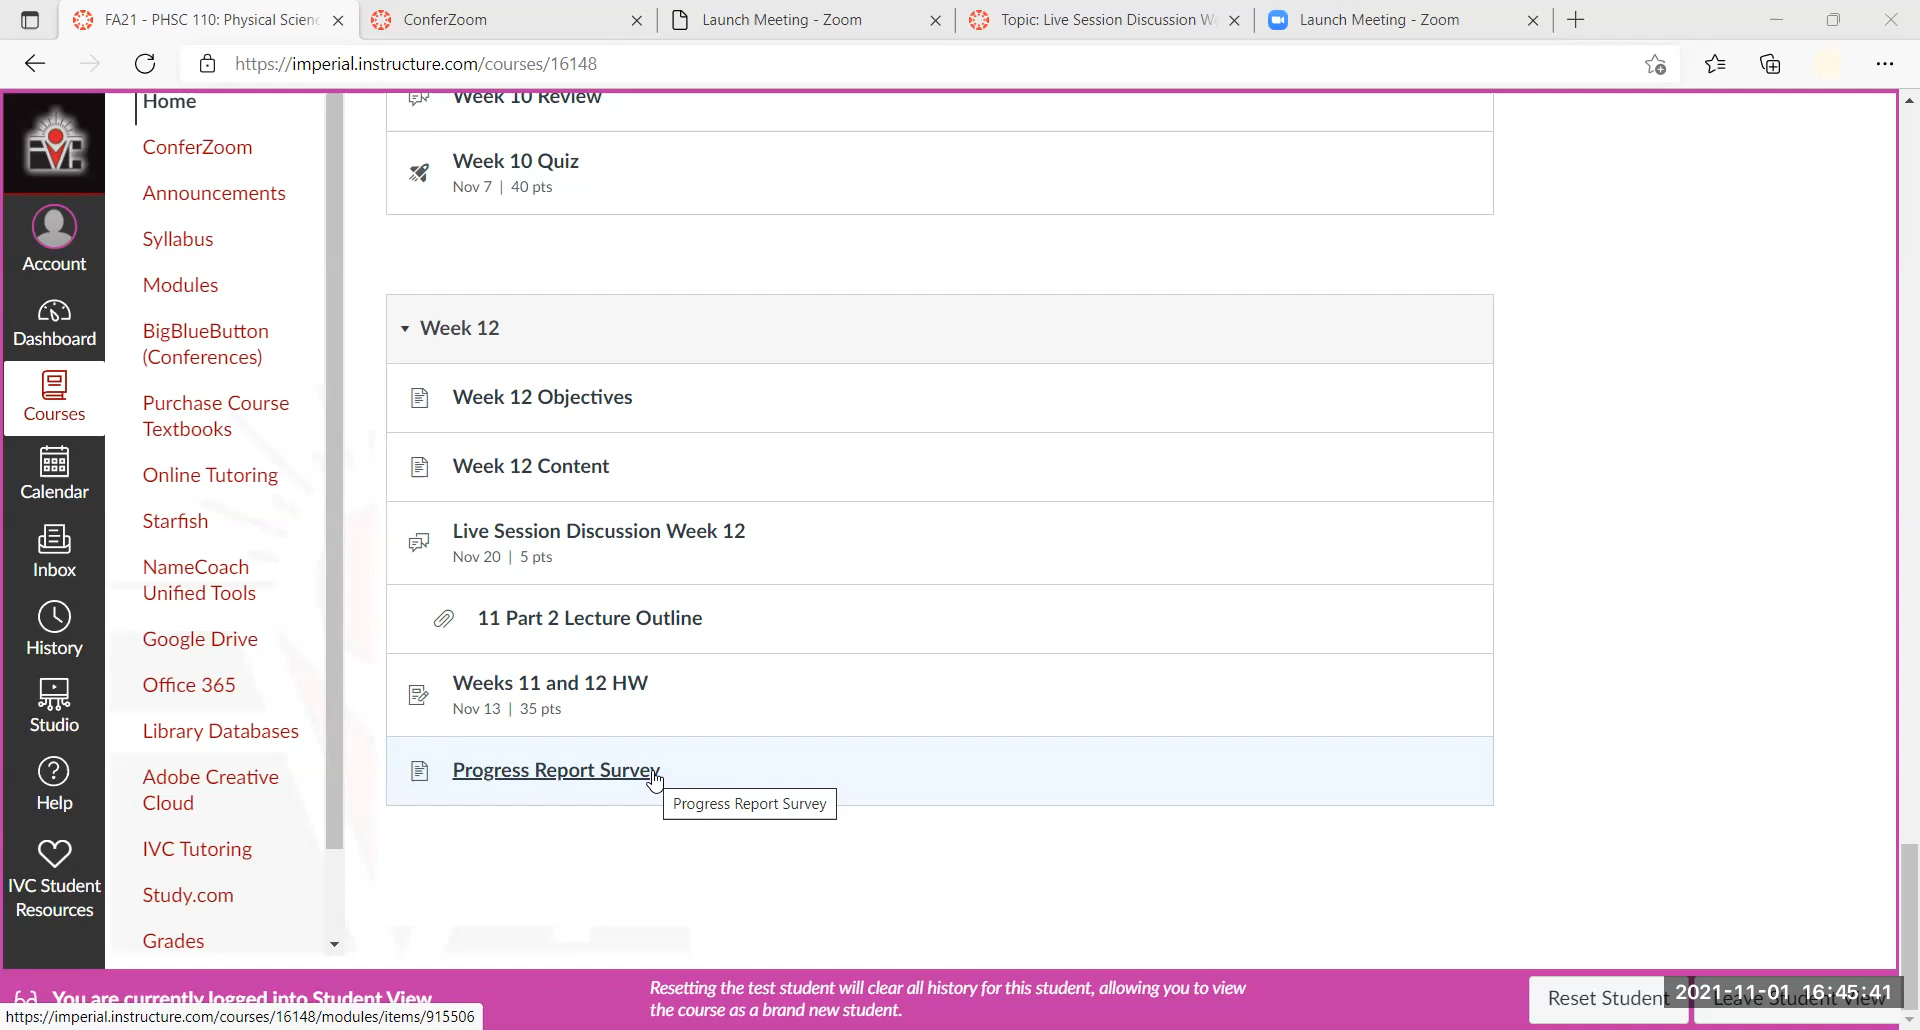 FA21 - PHSC 110: Physical Scienc
ConferZoom
Launch Meeting - Zoom
Topic: Live Session Discussion W
Launch Meeting - Zoom
https://imperial.instructure.com/courses/16148
Account
Dashboard
Courses
Calendar
Inbox
History
Studio
Help
IVC Student
Resources
Home
ConferZoom
Announcements
Syllabus
Modules
BigBlueButton
(Conferences)
Purchase Course
Textbooks
Online Tutoring
Starfish
NameCoach
Unified Tools
Google Drive
Office 365
Library Databases
Adobe Creative
Cloud
IVC Tutoring
Study.com
Grades
Week 10 Review
Week 10 Quiz
Nov 7 | 40 pts
Week 12
Week 12 Objectives
Week 12 Content
Live Session Discussion Week 12
Nov 20 | 5 pts
11 Part 2 Lecture Outline
Weeks 11 and 12 HW
Nov 13 | 35 pts
Progress Report Survey
Progress Report Survey
You are currently logged into Student View
https://imperial.instructure.com/courses/16148/modules/items/915506
Resetting the test student will clear all history for this student, allowing you to view
the course as a brand new student.
Reset Student
Leave Student View
2021-11-01 16:45:41